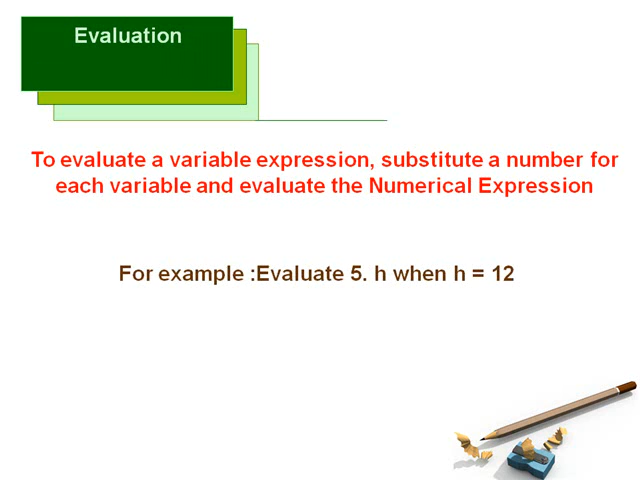 Evaluation
To evaluate a variable expression, substitute a number for
each variable and evaluate the Numerical Expression
For example :Evaluate 5. h when h = 12